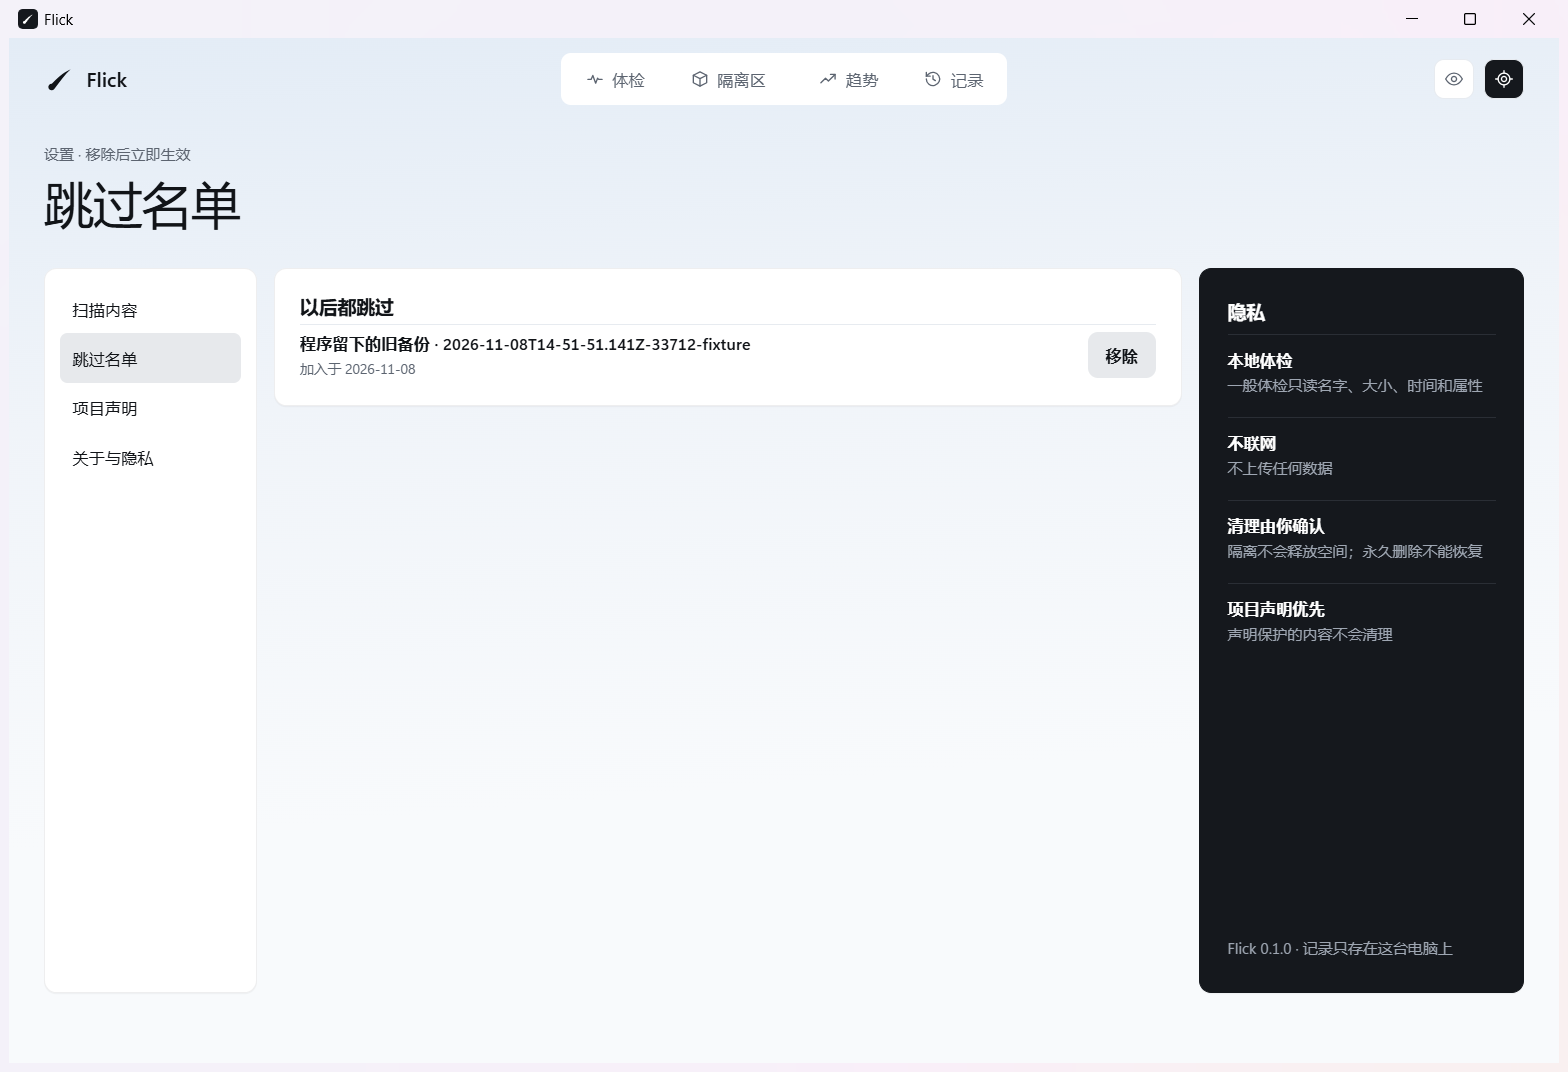 Flick
Flick
体检
隔离区
趋势
记录
设置 · 移除后立即生效
跳过名单
扫描内容
跳过名单
项目声明
关于与隐私
以后都跳过
程序留下的旧备份 · 2026-11-08T14-51-51.141Z-33712-fixture
加入于 2026-11-08
移除
隐私
本地体检
一般体检只读名字、大小、时间和属性
不联网
不上传任何数据
清理由你确认
隔离不会释放空间；永久删除不能恢复
项目声明优先
声明保护的内容不会清理
Flick 0.1.0 · 记录只存在这台电脑上